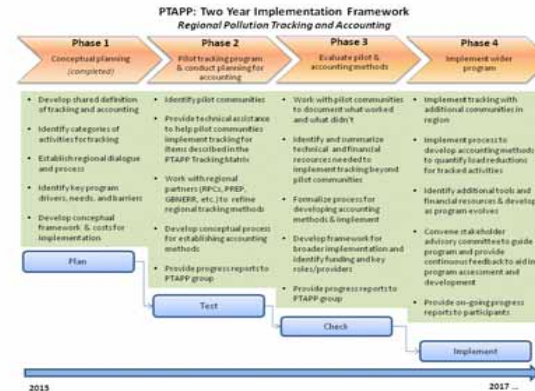 PTAPP: Two Year Implementation Framework
Regional Pollution Tracking and Accounting
Phase 1
Conceptual planning
(completed)
Phase 2
Pilot tracking program
& conduct planning for
accounting
Phase 3
Evaluate pilot &
accounting methods
Phase 4
Implement wider
program
• Develop shared definition
of tracking and accounting
• Identify categories of
activities for tracking
• Establish regional dialogue
and process
• Identify key program
drivers, needs, and barriers
• Develop conceptual
framework & costs for
implementation
• Identify pilot communities
• Provide technical assistance
to help pilot communities
implement tracking for
items described in the
PTAPP Tracking Matrix
• Work with regional
partners (RPCs, PREP,
GBNERR, etc.) to refine
regional tracking methods
• Develop conceptual process
for establishing accounting
methods
• Provide progress reports to
PTAPP group
• Work with pilot communities
to document what worked
and what didn't
• Identify and summarize
technical and financial
resources needed to
implement tracking beyond
pilot communities
• Formalize process for
developing accounting
methods & implement
• Develop framework for
broader implementation and
identify funding and key
roles/providers
• Provide progress reports to
PTAPP group
• Implement tracking with
additional communities in
region
• Implement process to
develop accounting methods
to quantify load reductions
for tracked activities
• Identify additional tools and
financial resources & develop
as program evolves
• Convene stakeholder
advisory committee to guide
program and provide
continuous feedback to aid in
program assessment and
development
• Provide on-going progress
reports to participants
Plan
Test
Check
Implement
2015
2017 ...